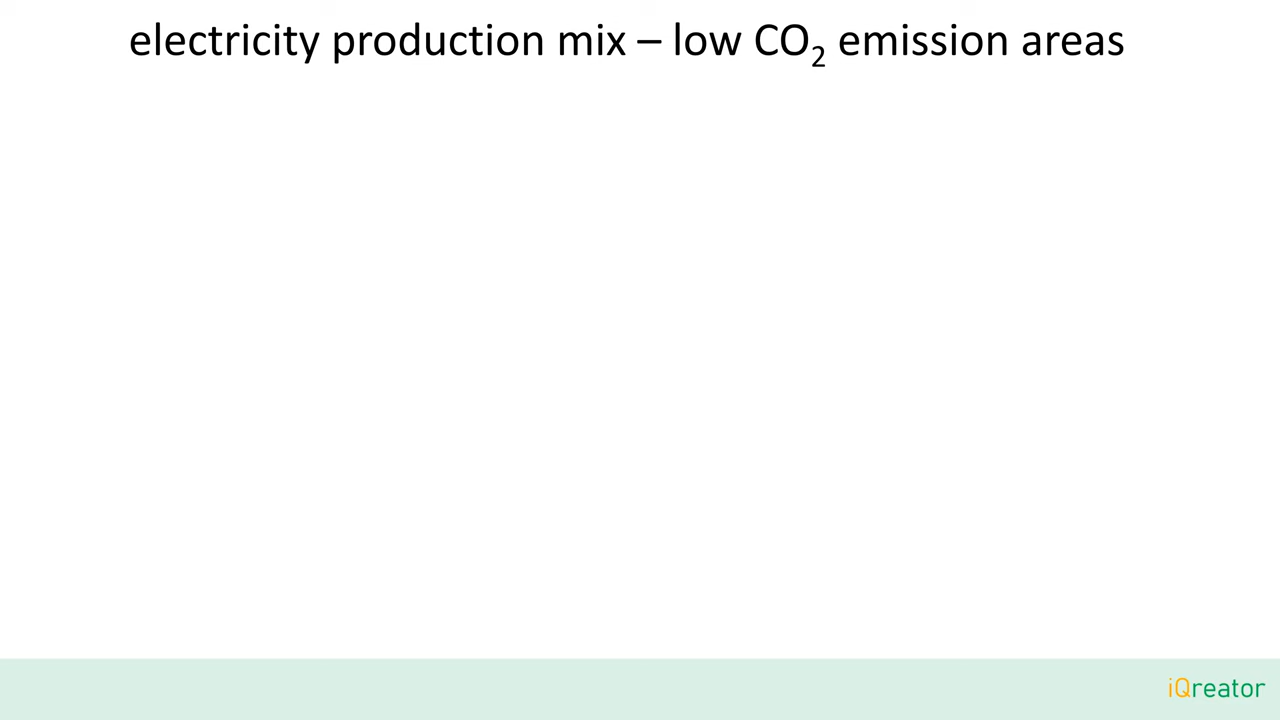 electricity production mix – low CO₂ emission areas
iQreator